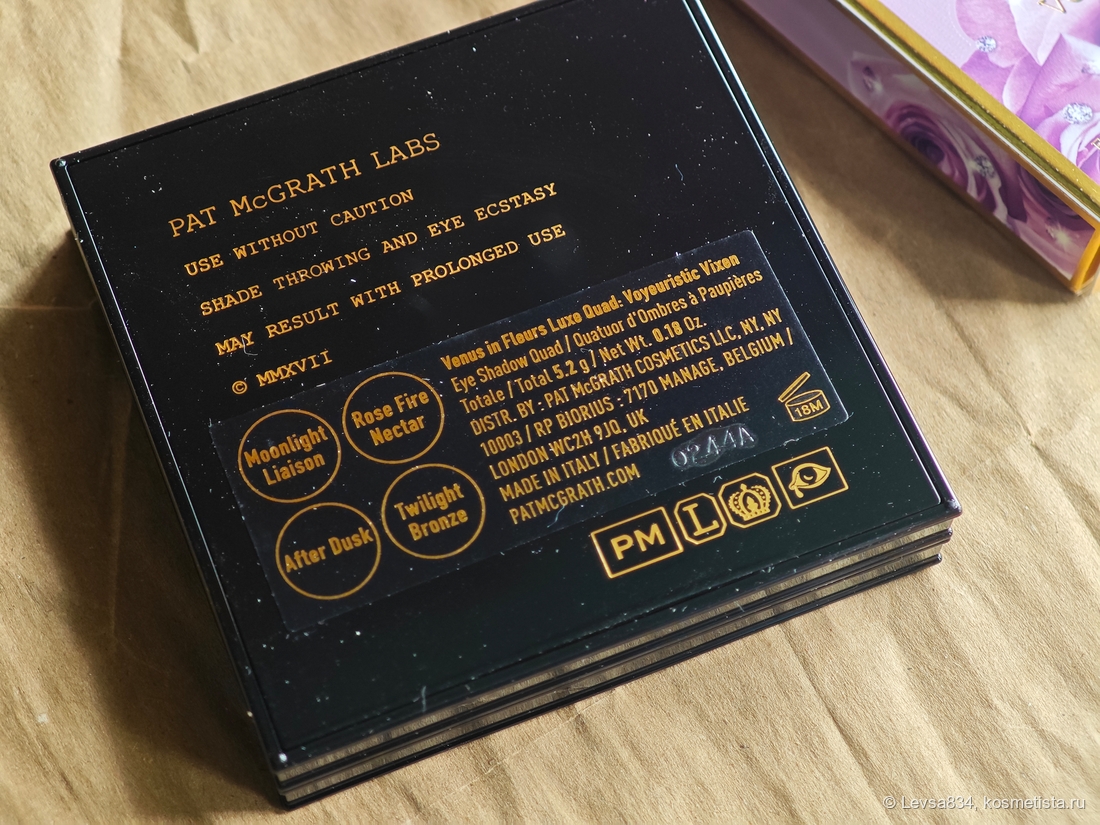 PAT McGRATH LABS
USE WITHOUT CAUTION
SHADE THROWING AND EYE ECSTASY
MAY RESULT WITH PROLONGED USE
© MMXVII
Moonlight
Liaison
Rose Fire
Nectar
After Dusk
Twilight
Bronze
Venus in Fleurs Luxe Quad: Voyeuristic Vixen
Eye Shadow Quad / Quatuor d'Ombres à Paupières
Totale / Total 5.2 g / Net Wt. 0.18 Oz.
DISTR. BY : PAT McGRATH COSMETICS LLC, NY, NY
10003 / RP BIORIUS : 7170 MANAGE, BELGIUM /
LONDON WC2H 9JQ, UK
MADE IN ITALY / FABRIQUÉ EN ITALIE
PATMCGRATH.COM
0244A
18M
PM L
© Levsa834, kosmetista.ru